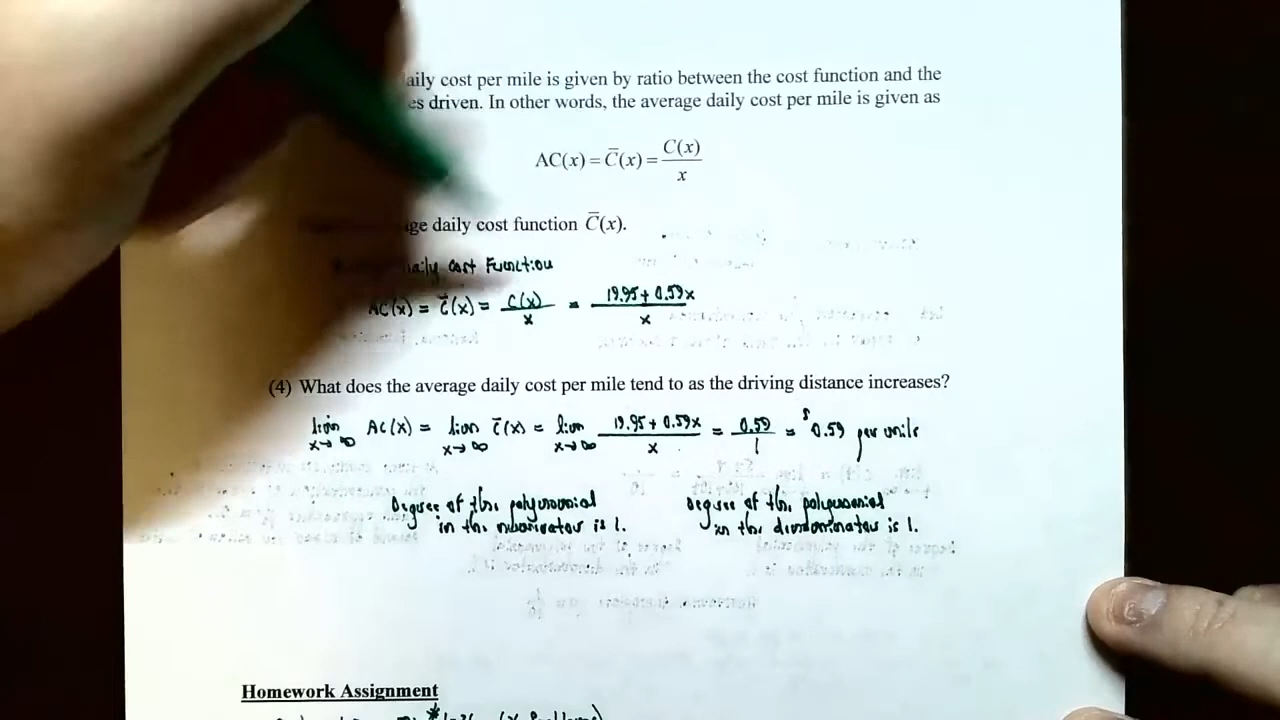 aily cost per mile is given by ratio between the cost function and the
es driven. In other words, the average daily cost per mile is given as
AC(x) = C̅(x) = C(x)/x
ge daily cost function C̅(x).
aily cost Function
AC(x) = C̅(x) = C(x)/x = 19.95 + 0.59x/x
(4) What does the average daily cost per mile tend to as the driving distance increases?
lim x→∞ AC(x) = lim x→∞ C̅(x) = lim x→∞ 19.95 + 0.59x/x = 0.59/1 = $0.59 per mile
Degree of the polynomial in the numerator is 1.
Degree of the polynomial in the denominator is 1.
Homework Assignment